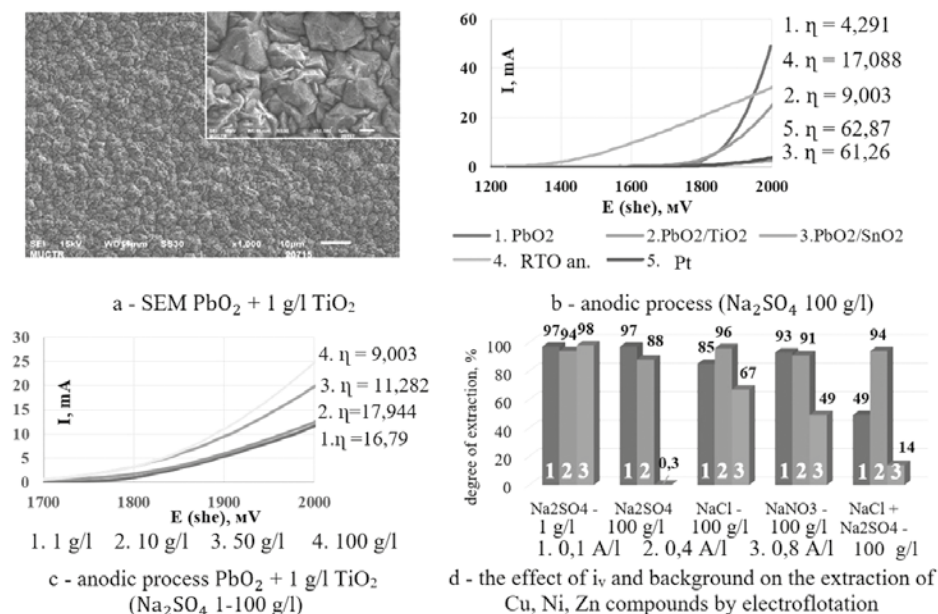 SEI 15kV WD11mm SS30 x1,000 10µm
MUCTR
a - SEM PbO₂ + 1 g/l TiO₂
60
40
20
0
I, mA
1200 1400 1600 1800 2000
E (she), мV
1. η = 4,291
4. η = 17,088
2. η = 9,003
5. η = 62,87
3. η = 61,26
1. PbO2 2.PbO2/TiO2 3.PbO2/SnO2
4. RTO an. 5. Pt
b - anodic process (Na₂SO₄ 100 g/l)
30
25
20
15
10
5
0
I, mA
1700 1800 1900 2000
E (she), мV
4. η = 9,003
3. η = 11,282
2. η=17,944
1.η =16,79
1. 1 g/l 2. 10 g/l 3. 50 g/l 4. 100 g/l
c - anodic process PbO₂ + 1 g/l TiO₂
(Na₂SO₄ 1-100 g/l)
degree of extraction, %
100
80
60
40
20
0
97 94 98 97 88 0,3 85 96 67 93 91 49 49 94 14
1 2 3 1 2 1 2 3 1 2 3 1 2 3
Na2SO4 - Na2SO4 NaCl - NaNO3 - NaCl +
1 g/l 100 g/l 100 g/l 100 g/l Na2SO4 -
1. 0,1 A/l 2. 0,4 A/l 3. 0,8 A/l 100 g/l
d - the effect of iᵥ and background on the extraction of
Cu, Ni, Zn compounds by electroflotation